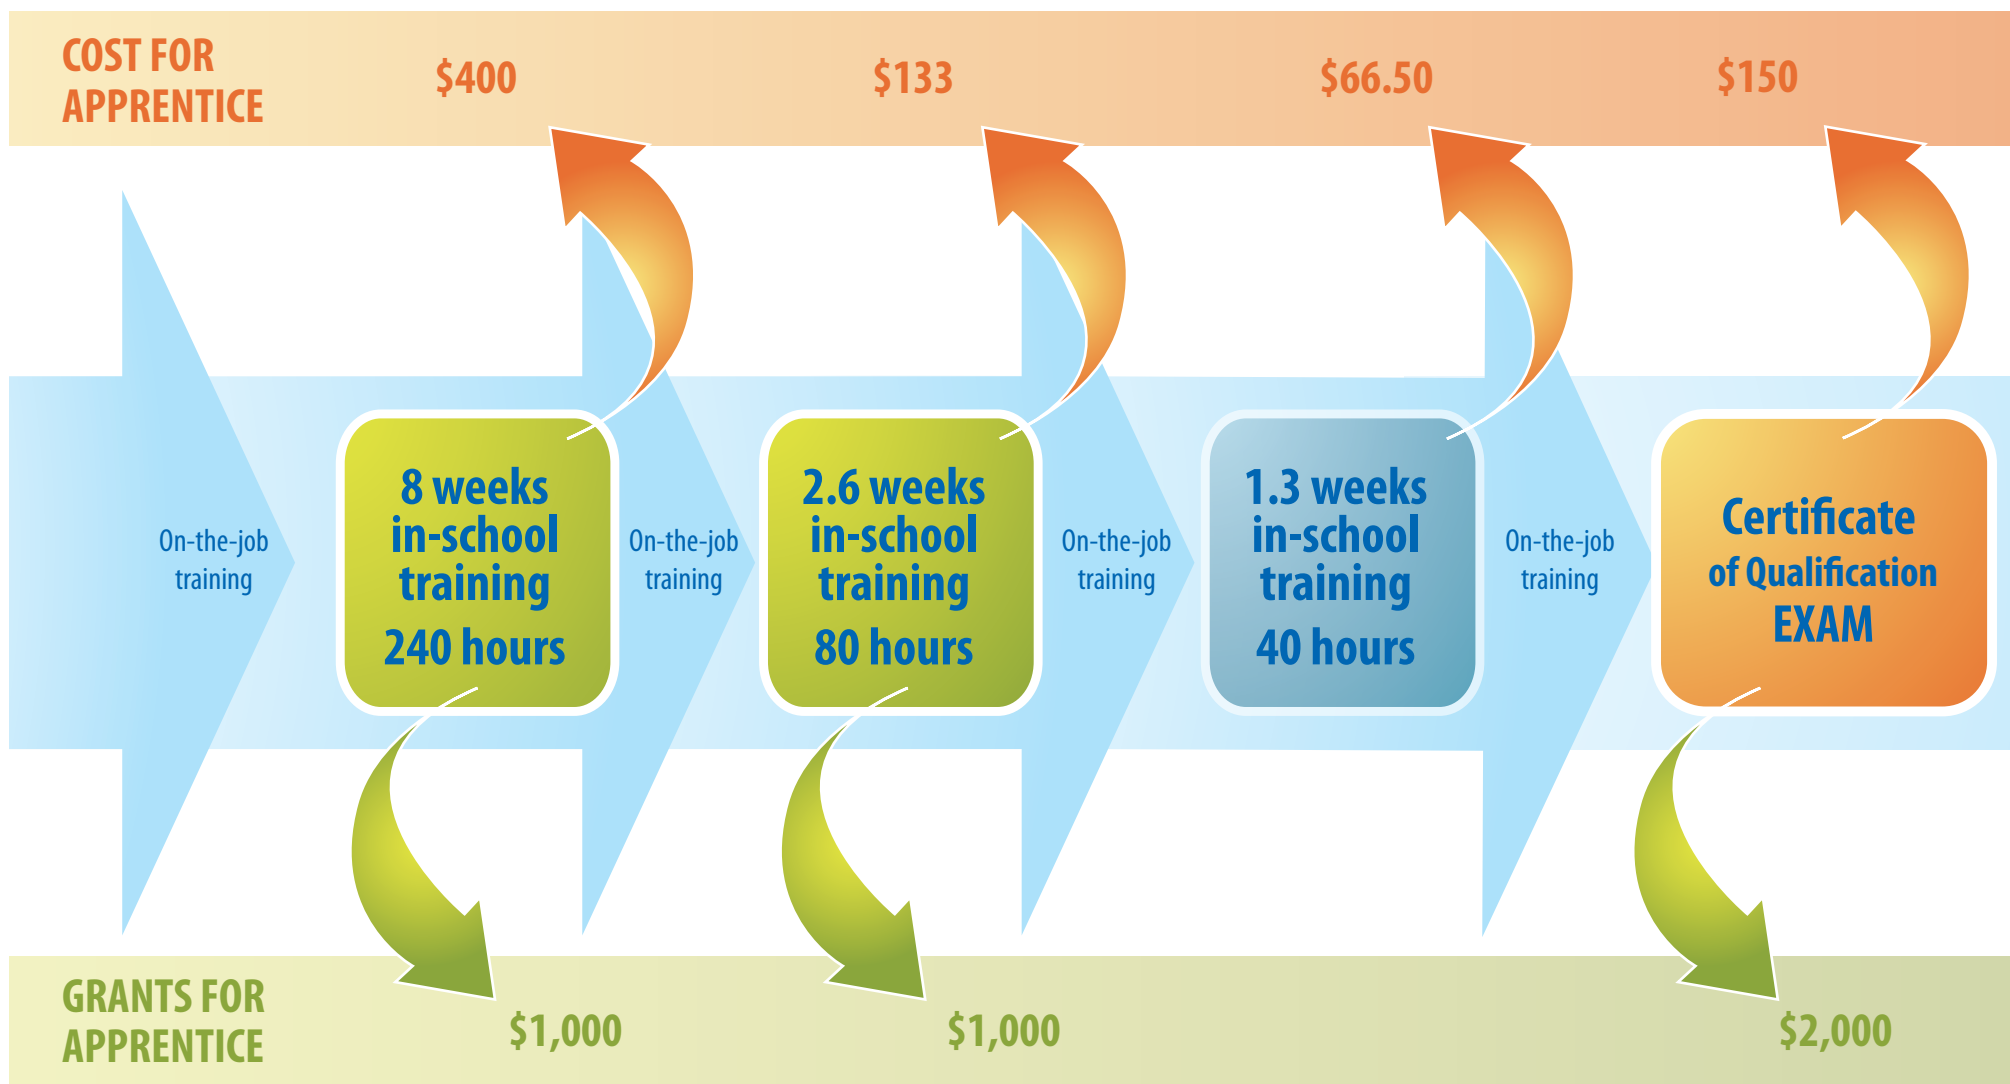 COST FOR
APPRENTICE
$400
$133
$66.50
$150
On-the-job
training
8 weeks
in-school
training
240 hours
On-the-job
training
2.6 weeks
in-school
training
80 hours
On-the-job
training
1.3 weeks
in-school
training
40 hours
On-the-job
training
Certificate
of Qualification
EXAM
GRANTS FOR
APPRENTICE
$1,000
$1,000
$2,000